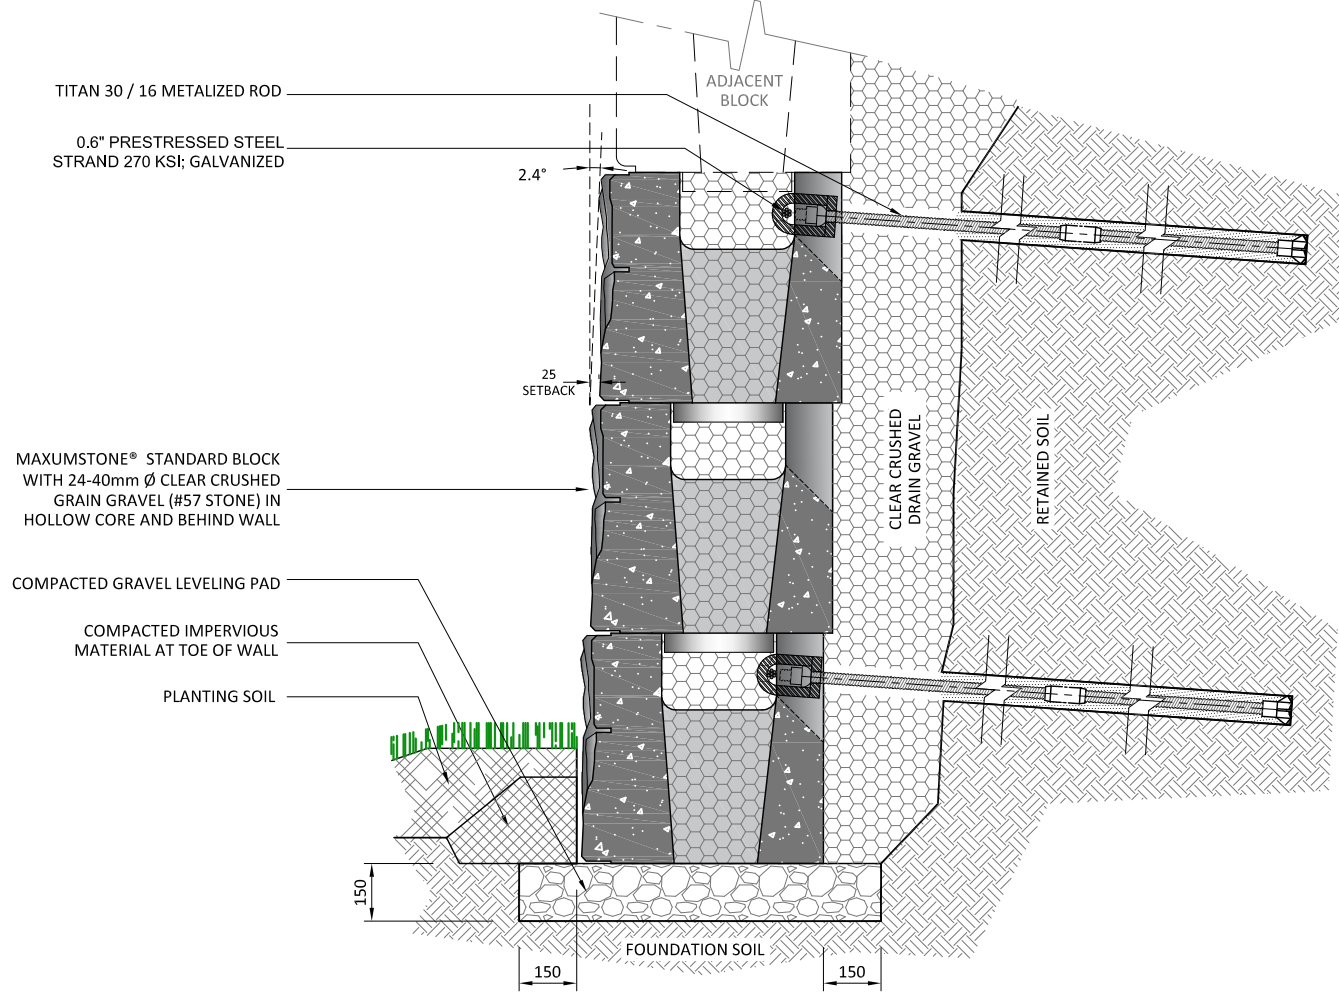 ADJACENT
BLOCK
TITAN 30 / 16 METALIZED ROD
0.6" PRESTRESSED STEEL
STRAND 270 KSI; GALVANIZED
2.4°
25
SETBACK
MAXUMSTONE® STANDARD BLOCK
WITH 24-40mm Ø CLEAR CRUSHED
GRAIN GRAVEL (#57 STONE) IN
HOLLOW CORE AND BEHIND WALL
CLEAR CRUSHED
DRAIN GRAVEL
RETAINED SOIL
COMPACTED GRAVEL LEVELING PAD
COMPACTED IMPERVIOUS
MATERIAL AT TOE OF WALL
PLANTING SOIL
150
FOUNDATION SOIL
150
150